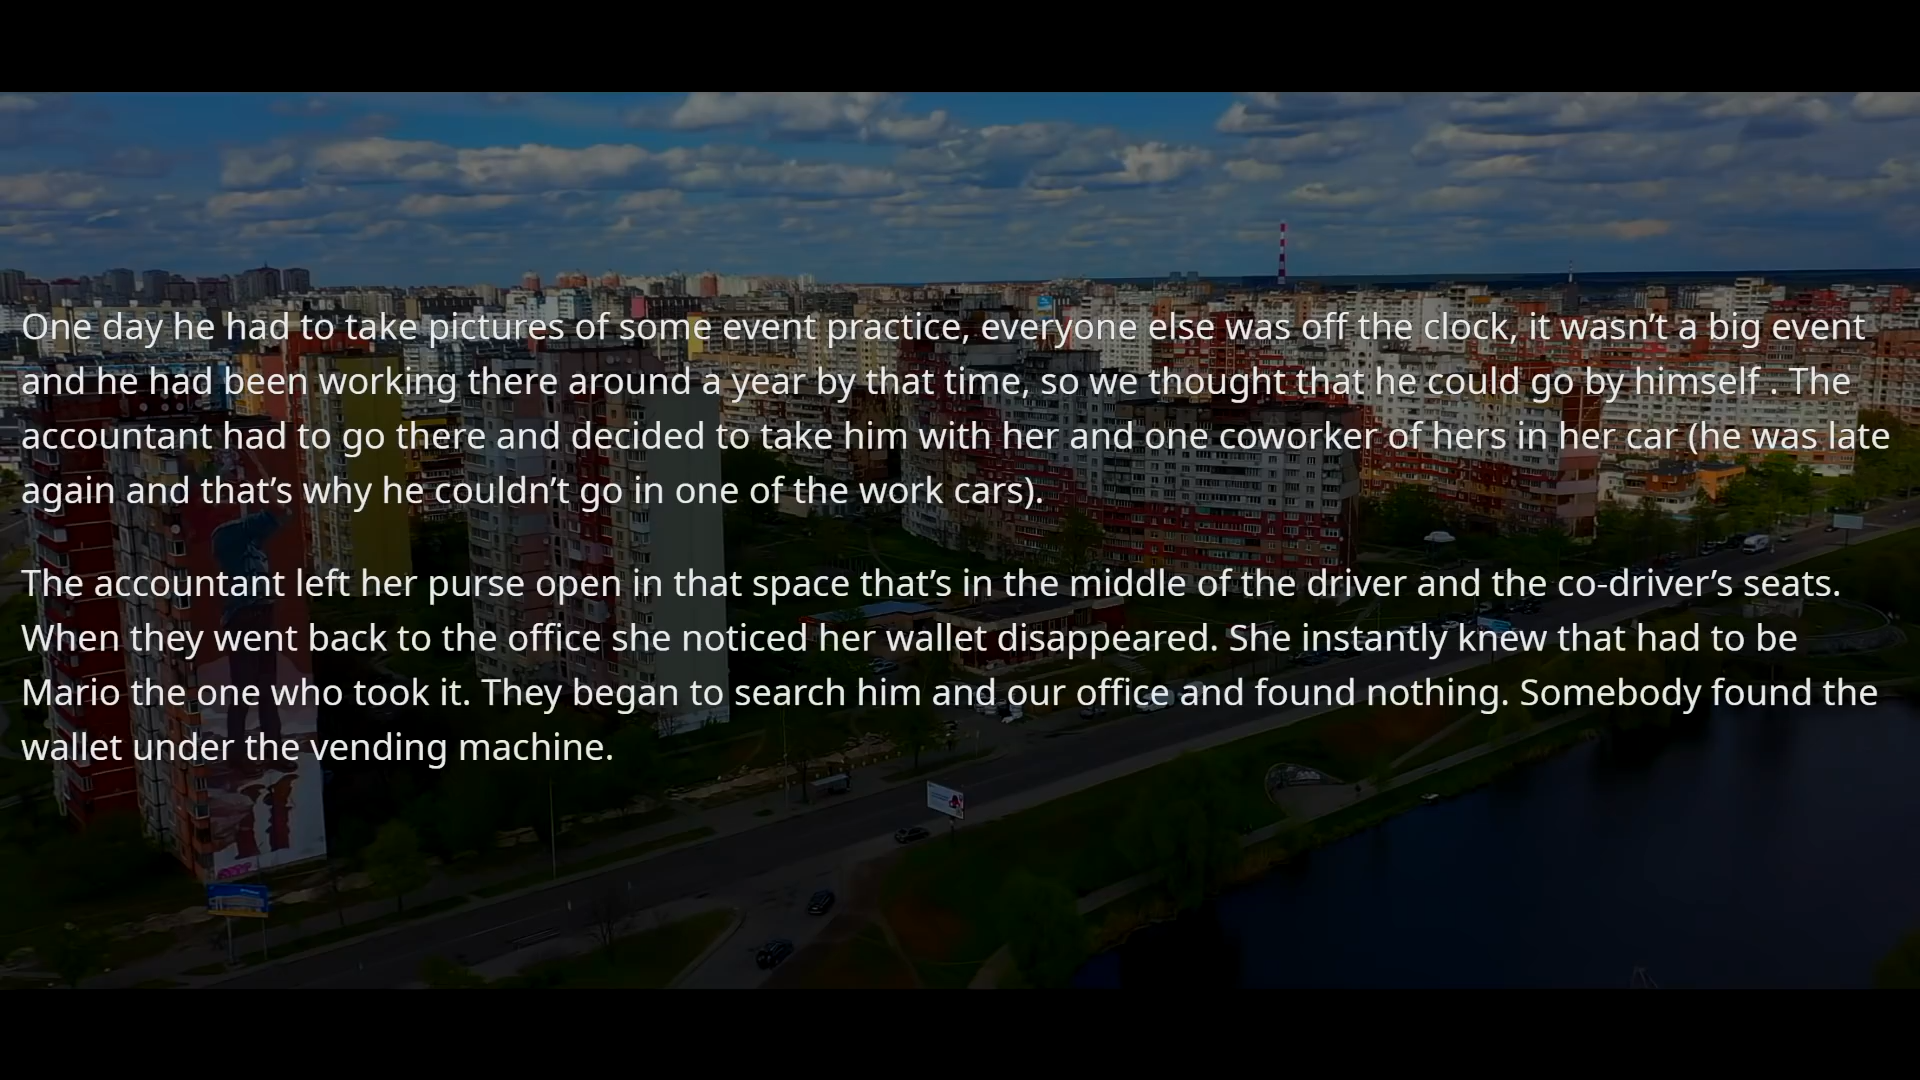 One day he had to take pictures of some event practice, everyone else was off the clock, it wasn’t a big event
and he had been working there around a year by that time, so we thought that he could go by himself . The
accountant had to go there and decided to take him with her and one coworker of hers in her car (he was late
again and that’s why he couldn’t go in one of the work cars).
The accountant left her purse open in that space that’s in the middle of the driver and the co-driver’s seats.
When they went back to the office she noticed her wallet disappeared. She instantly knew that had to be
Mario the one who took it. They began to search him and our office and found nothing. Somebody found the
wallet under the vending machine.